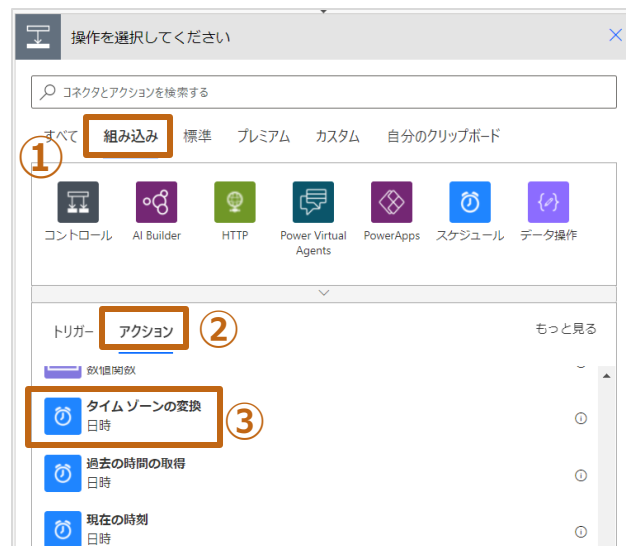 操作を選択してください
コネクタとアクションを検索する
すべて 組み込み 標準 プレミアム カスタム 自分のクリップボード
①
コントロール AI Builder HTTP Power Virtual Agents PowerApps スケジュール データ操作
トリガー アクション ② もっと見る
数値関数
タイム ゾーンの変換
日時
③
過去の時間の取得
日時
現在の時刻
日時